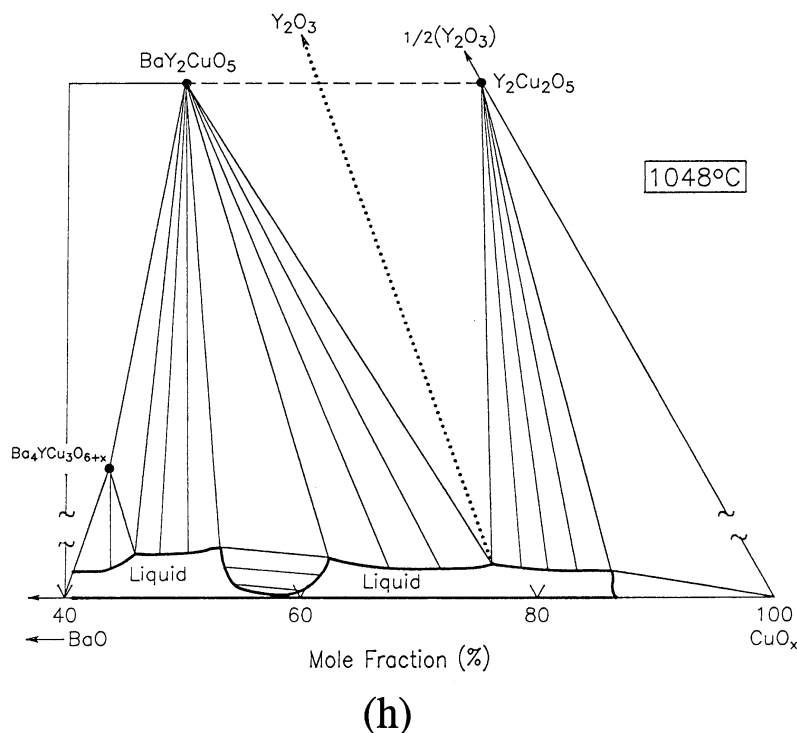 Y₂O₃
1/2(Y₂O₃)
BaY₂CuO₅
Y₂Cu₂O₅
1048°C
Ba₄YCu₃O₆₊ₓ
Liquid
Liquid
40 60 80 100
BaO
CuOₓ
Mole Fraction (%)
(h)